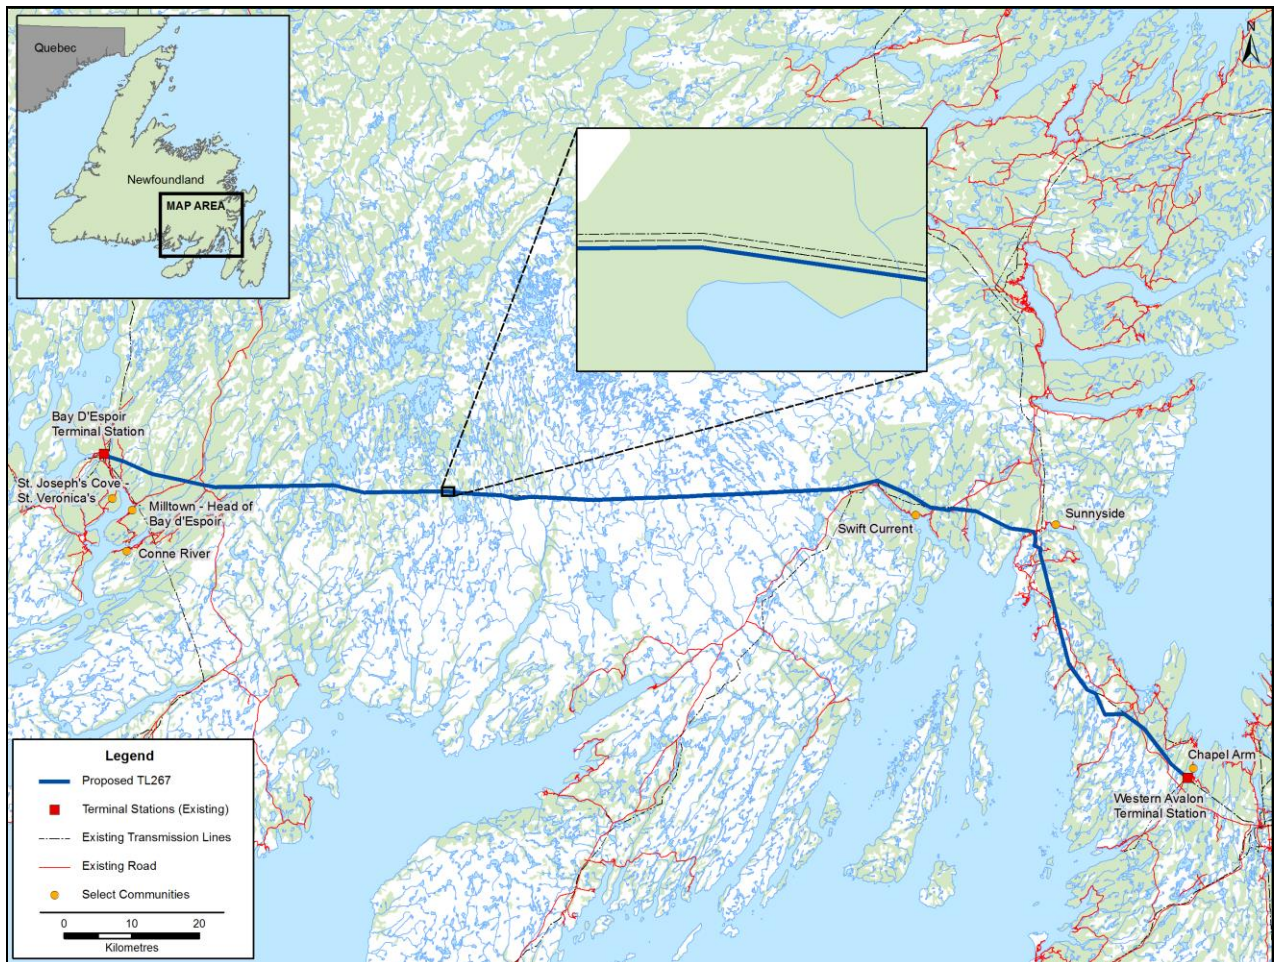 Quebec
Newfoundland
MAP AREA
N
Bay D'Espoir
Terminal Station
St. Joseph's Cove -
St. Veronica's
Milltown - Head of
Bay d'Espoir
Conne River
Swift Current
Sunnyside
Chapel Arm
Western Avalon
Terminal Station
Legend
Proposed TL267
Terminal Stations (Existing)
Existing Transmission Lines
Existing Road
Select Communities
0 10 20
Kilometres